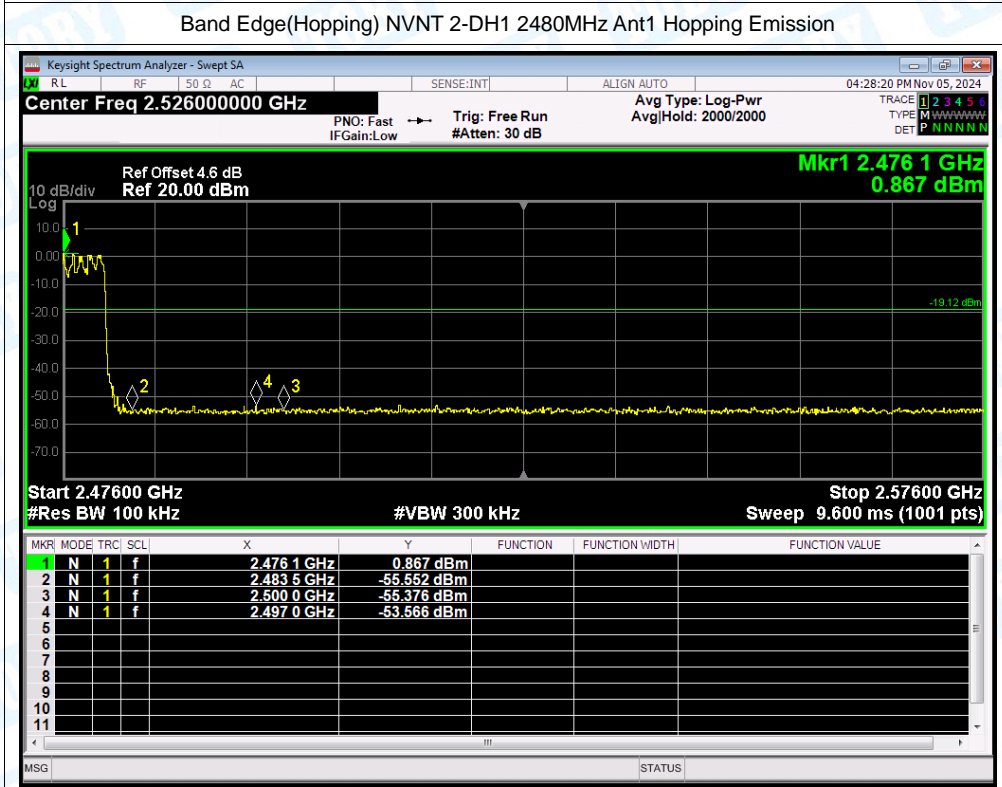 Band Edge(Hopping) NVNT 2-DH1 2480MHz Ant1 Hopping Emission
Keysight Spectrum Analyzer - Swept SA
LXI RL RF 50 Ω AC SENSE:INT ALIGN AUTO 04:28:20 PM Nov 05, 2024
Center Freq 2.526000000 GHz
Avg Type: Log-Pwr
TRACE 1 2 3 4 5 6
PNO: Fast Trig: Free Run Avg|Hold: 2000/2000
TYPE M WWWWW
IFGain:Low #Atten: 30 dB
DET P N N N N N
Mkr1 2.476 1 GHz
Ref Offset 4.6 dB
10 dB/div Ref 20.00 dBm 0.867 dBm
Log
10.0
1
0.00
-10.0
-20.0
-19.12 dBm
-30.0
-40.0
-50.0
2
4
3
-60.0
-70.0
Start 2.47600 GHz Stop 2.57600 GHz
#Res BW 100 kHz #VBW 300 kHz Sweep 9.600 ms (1001 pts)
MKR MODE TRC SCL X Y FUNCTION FUNCTION WIDTH FUNCTION VALUE
1 N 1 f 2.476 1 GHz 0.867 dBm
2 N 1 f 2.483 5 GHz -55.552 dBm
3 N 1 f 2.500 0 GHz -55.376 dBm
4 N 1 f 2.497 0 GHz -53.566 dBm
5
6
7
8
9
10
11
MSG STATUS